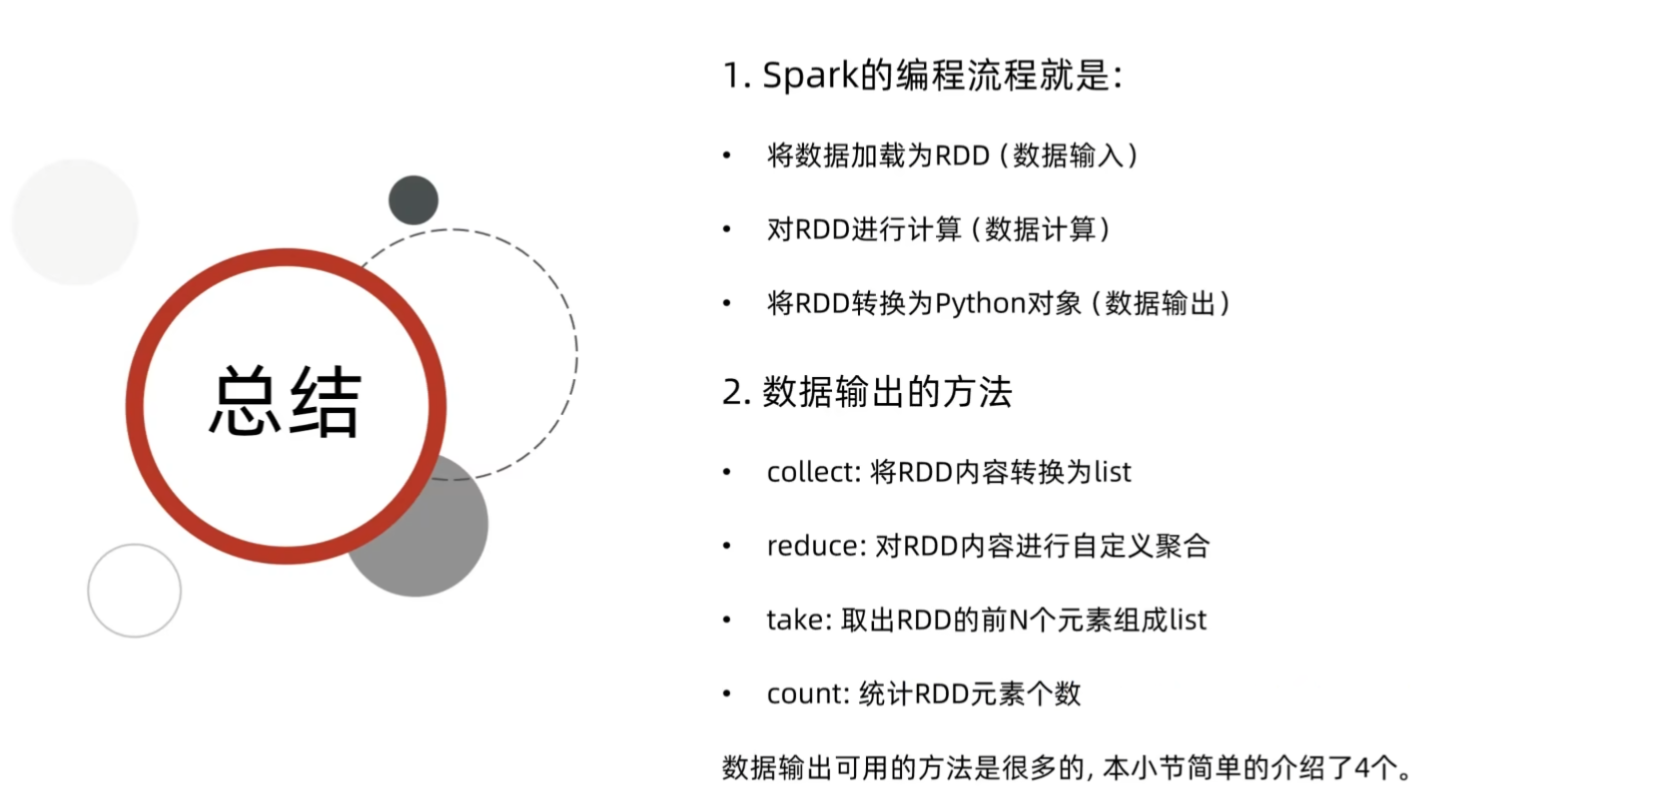 总结
1. Spark的编程流程就是：
• 将数据加载为RDD（数据输入）
• 对RDD进行计算（数据计算）
• 将RDD转换为Python对象（数据输出）
2. 数据输出的方法
• collect: 将RDD内容转换为list
• reduce: 对RDD内容进行自定义聚合
• take: 取出RDD的前N个元素组成list
• count: 统计RDD元素个数
数据输出可用的方法是很多的, 本小节简单的介绍了4个。